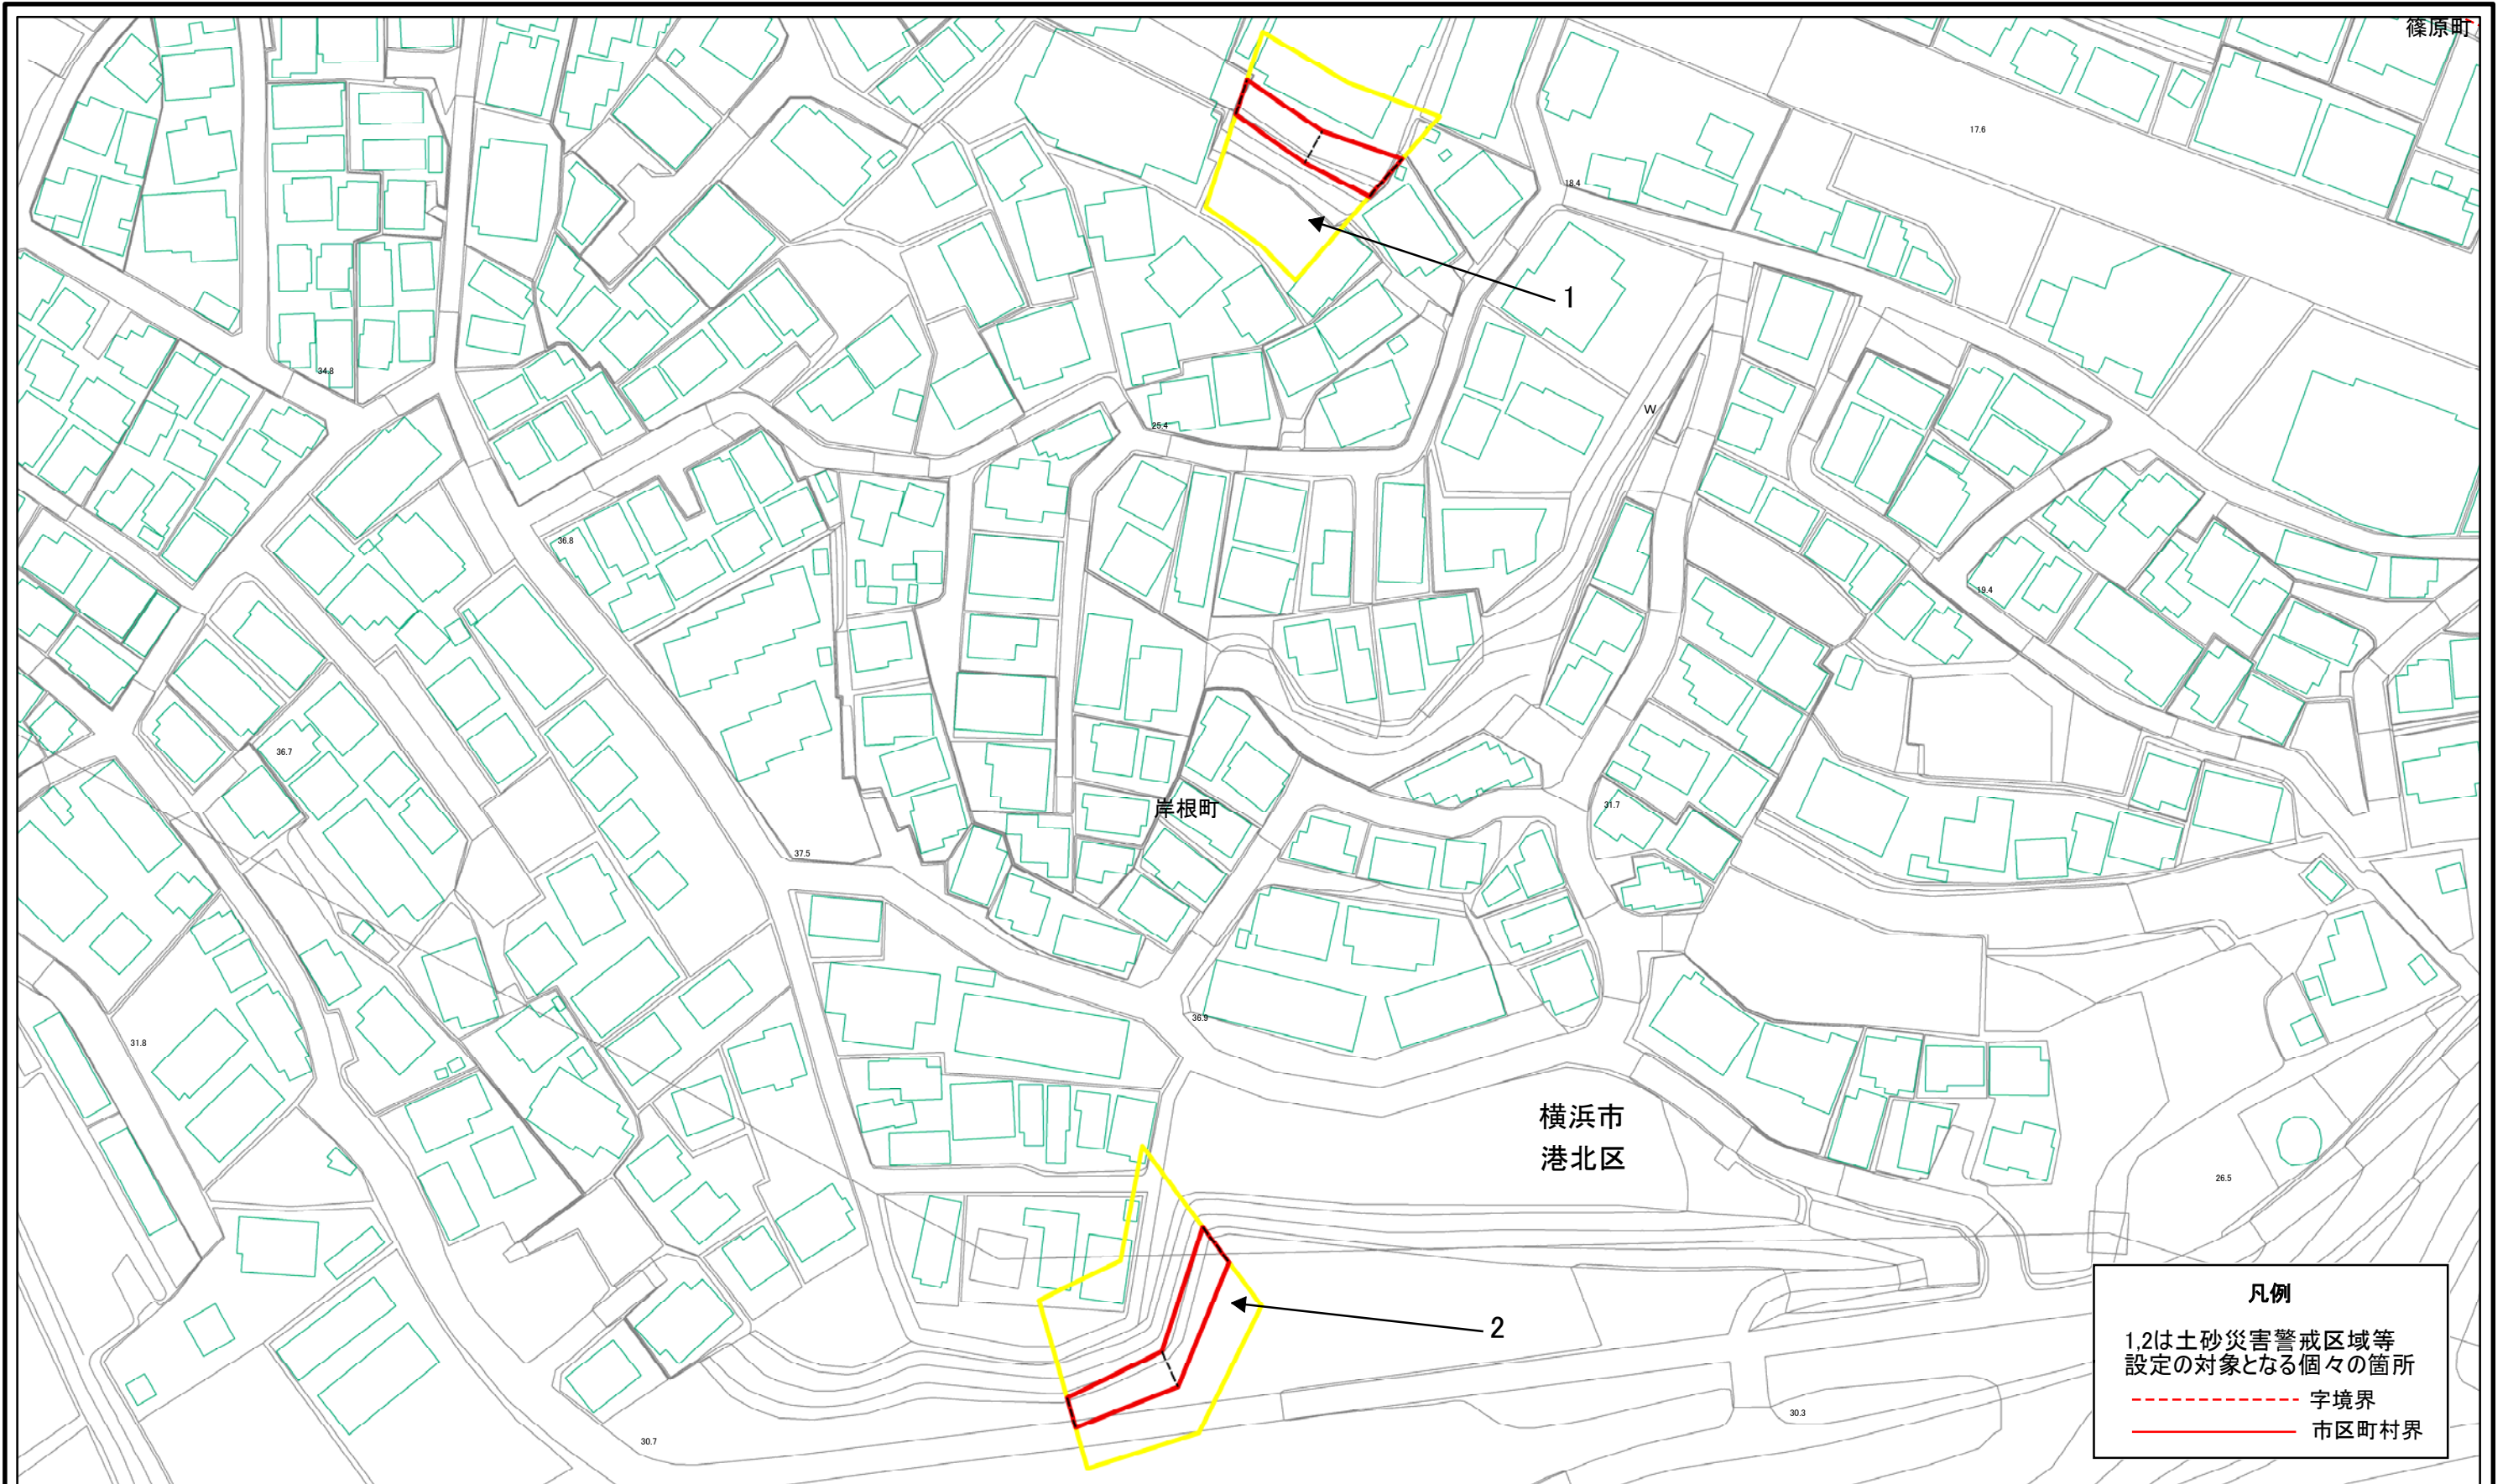 篠原町
17.6
18.4
1
34.8
W
25.4
36.8
19.4
36.7
岸根町
31.7
37.5
36.9
31.8
横浜市
港北区
26.5
2
30.3
30.7
凡例
1,2は土砂災害警戒区域等
設定の対象となる個々の箇所
字境界
市区町村界